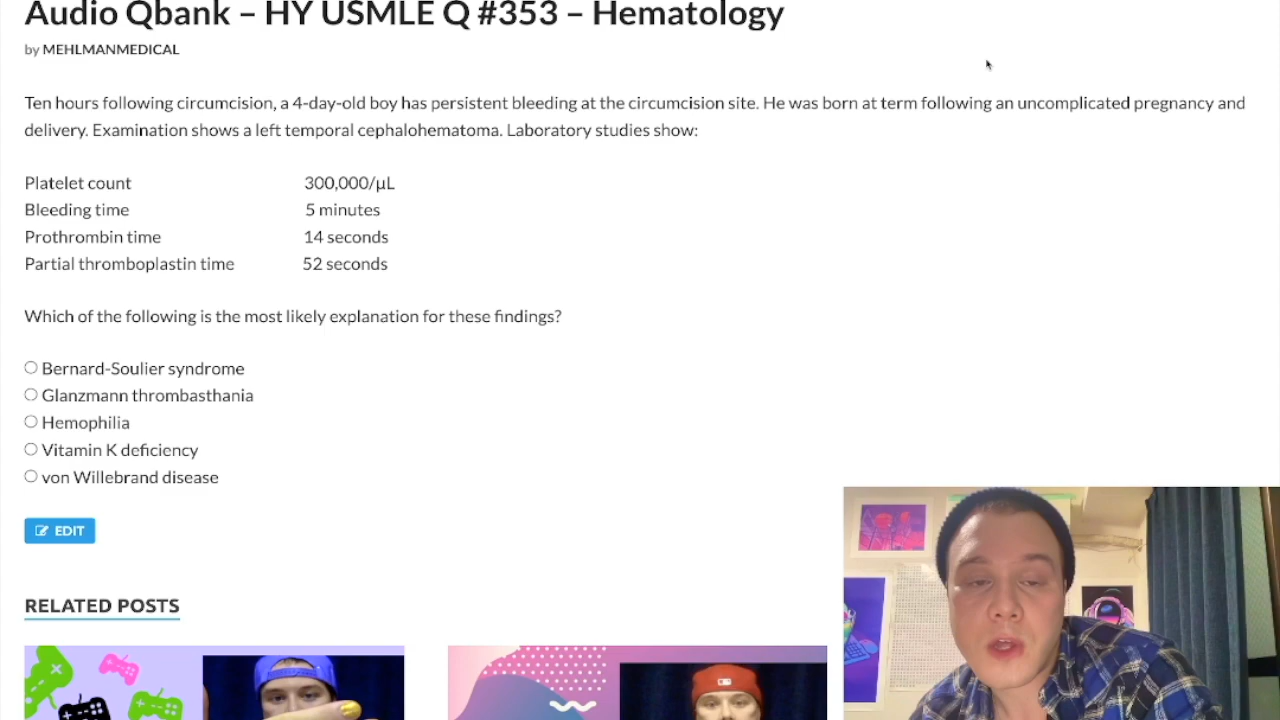 Audio Qbank – HY USMLE Q #353 – Hematology
by MEHLMANMEDICAL
Ten hours following circumcision, a 4-day-old boy has persistent bleeding at the circumcision site. He was born at term following an uncomplicated pregnancy and
delivery. Examination shows a left temporal cephalohematoma. Laboratory studies show:
Platelet count 300,000/µL
Bleeding time 5 minutes
Prothrombin time 14 seconds
Partial thromboplastin time 52 seconds
Which of the following is the most likely explanation for these findings?
Bernard-Soulier syndrome
Glanzmann thrombasthania
Hemophilia
Vitamin K deficiency
von Willebrand disease
EDIT
RELATED POSTS